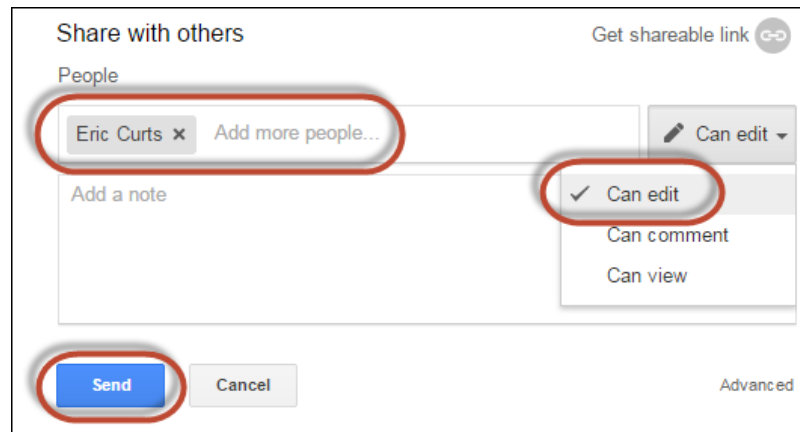 Share with others
Get shareable link
People
Eric Curts × Add more people...
Can edit
Add a note
Can edit
Can comment
Can view
Send
Cancel
Advanced